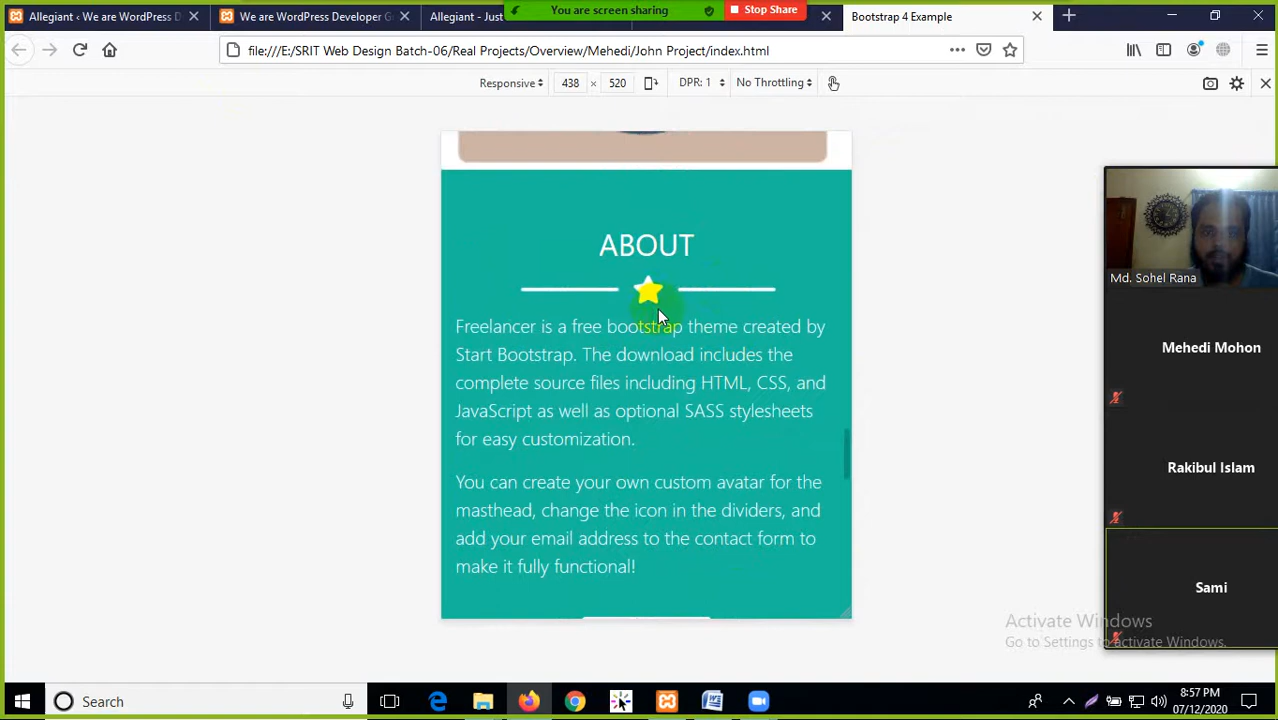 Allegiant ‹ We are WordPress D
We are WordPress Developer G
Allegiant - Just
You are screen sharing
Stop Share
Bootstrap 4 Example
file:///E:/SRIT Web Design Batch-06/Real Projects/Overview/Mehedi/John Project/index.html
Responsive
438 × 520
DPR: 1
No Throttling
ABOUT
Freelancer is a free bootstrap theme created by
Start Bootstrap. The download includes the
complete source files including HTML, CSS, and
JavaScript as well as optional SASS stylesheets
for easy customization.
You can create your own custom avatar for the
masthead, change the icon in the dividers, and
add your email address to the contact form to
make it fully functional!
Md. Sohel Rana
Mehedi Mohon
Rakibul Islam
Sami
Activate Windows
Go to Settings to activate Windows.
Search
8:57 PM
07/12/2020